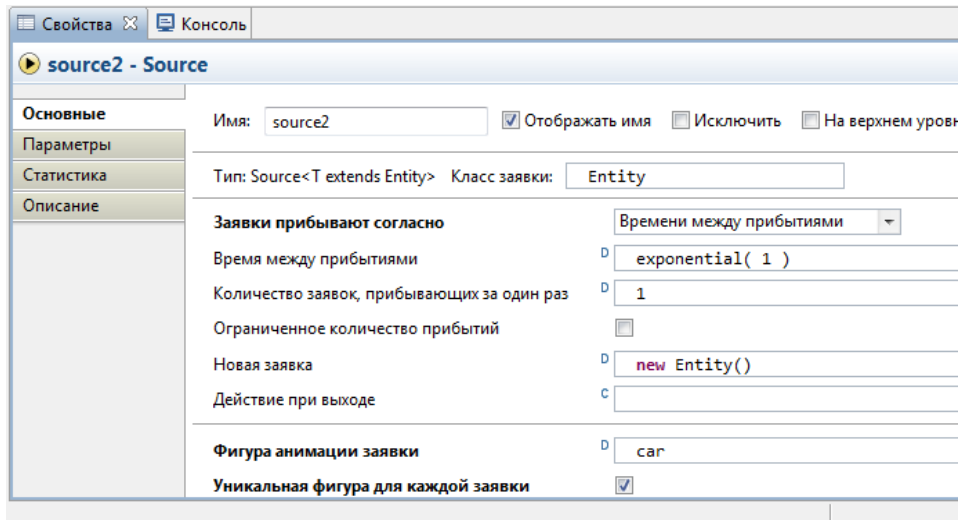 Свойства Консоль
source2 - Source
Основные
Параметры
Статистика
Описание
Имя: source2 Отображать имя Исключить На верхнем уровн
Тип: Source<T extends Entity> Класс заявки: Entity
Заявки прибывают согласно Времени между прибытиями
Время между прибытиями D exponential( 1 )
Количество заявок, прибывающих за один раз D 1
Ограниченное количество прибытий
Новая заявка D new Entity()
Действие при выходе C
Фигура анимации заявки D car
Уникальная фигура для каждой заявки